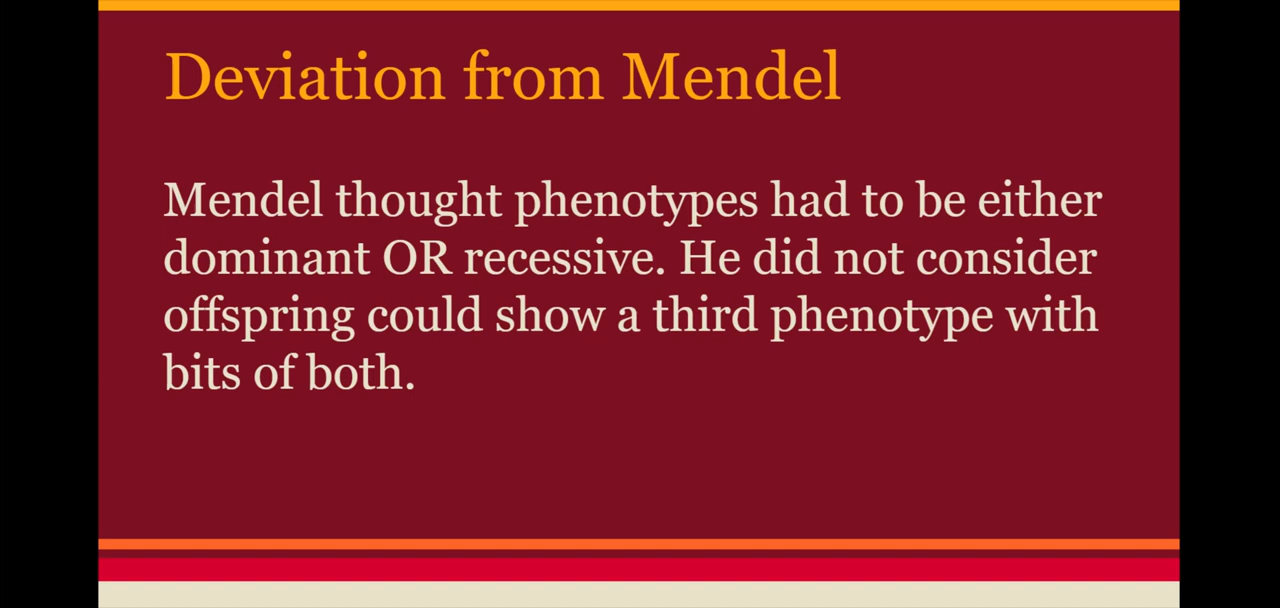 Deviation from Mendel
Mendel thought phenotypes had to be either
dominant OR recessive. He did not consider
offspring could show a third phenotype with
bits of both.